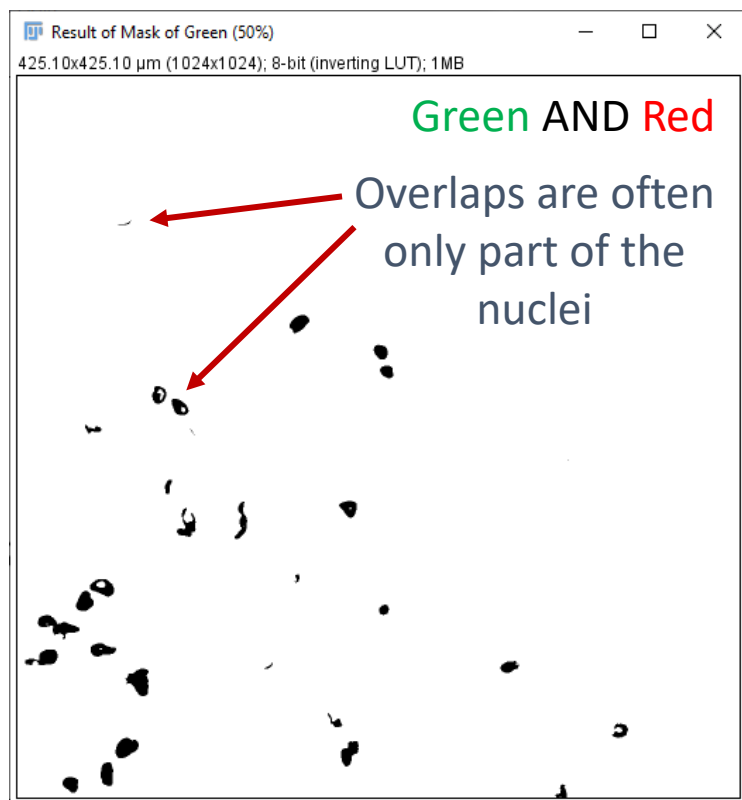 Result of Mask of Green (50%)
425.10x425.10 µm (1024x1024); 8-bit (inverting LUT); 1MB
Green AND Red
Overlaps are often
only part of the
nuclei